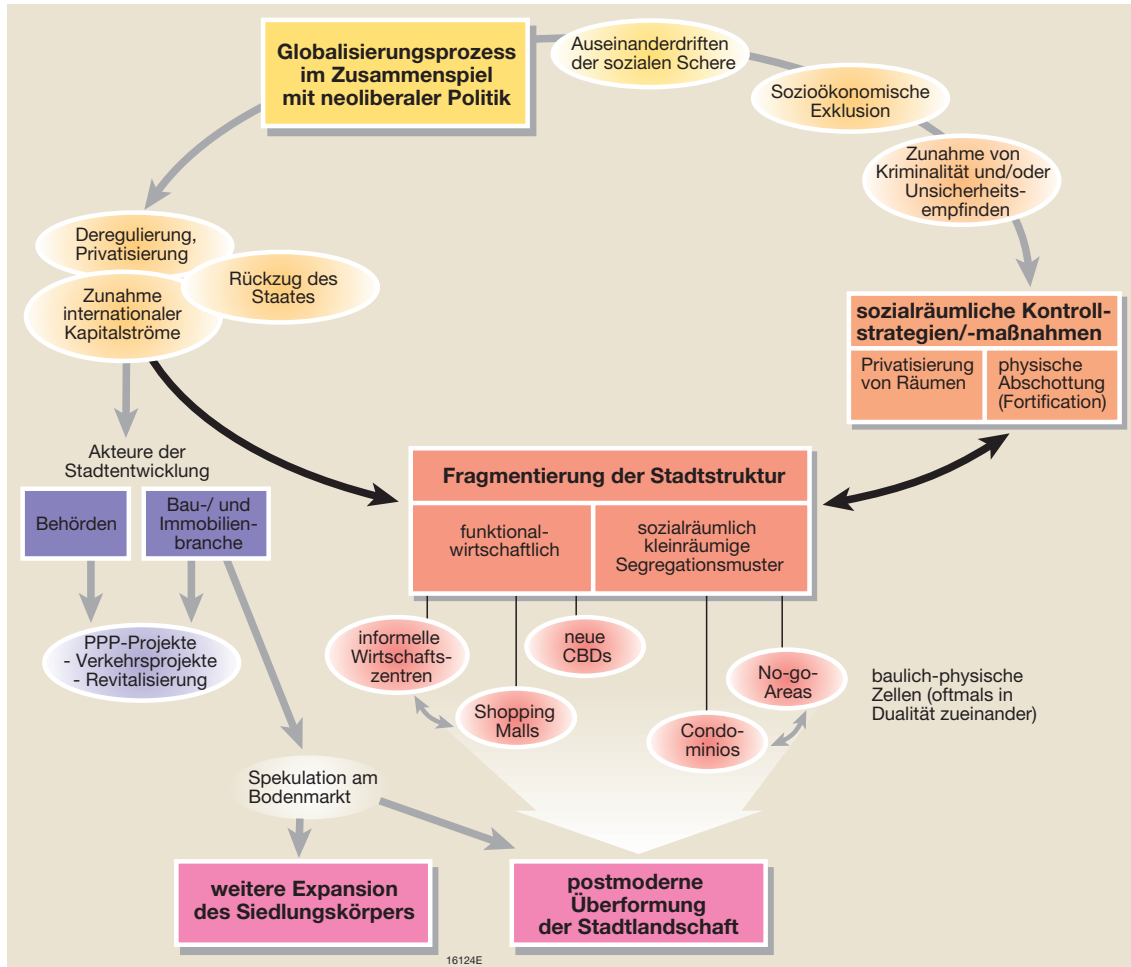 Globalisierungsprozess
im Zusammenspiel
mit neoliberaler Politik
Auseinanderdriften
der sozialen Schere
Sozioökonomische
Exklusion
Zunahme von
Kriminalität und/oder
Unsicherheits-
empfinden
Deregulierung,
Privatisierung
Rückzug des
Staates
Zunahme
internationaler
Kapitalströme
sozialräumliche Kontroll-
strategien/-maßnahmen
Privatisierung
von Räumen
physische
Abschottung
(Fortification)
Akteure der
Stadtentwicklung
Behörden
Bau-/ und
Immobilien-
branche
PPP-Projekte
- Verkehrsprojekte
- Revitalisierung
Fragmentierung der Stadtstruktur
funktional-
wirtschaftlich
sozialräumlich
kleinräumige
Segregationsmuster
informelle
Wirtschafts-
zentren
Shopping
Malls
neue
CBDs
Condo-
minios
No-go-
Areas
baulich-physische
Zellen (oftmals in
Dualität zueinander)
Spekulation am
Bodenmarkt
weitere Expansion
des Siedlungskörpers
postmoderne
Überformung
der Stadtlandschaft
16124E